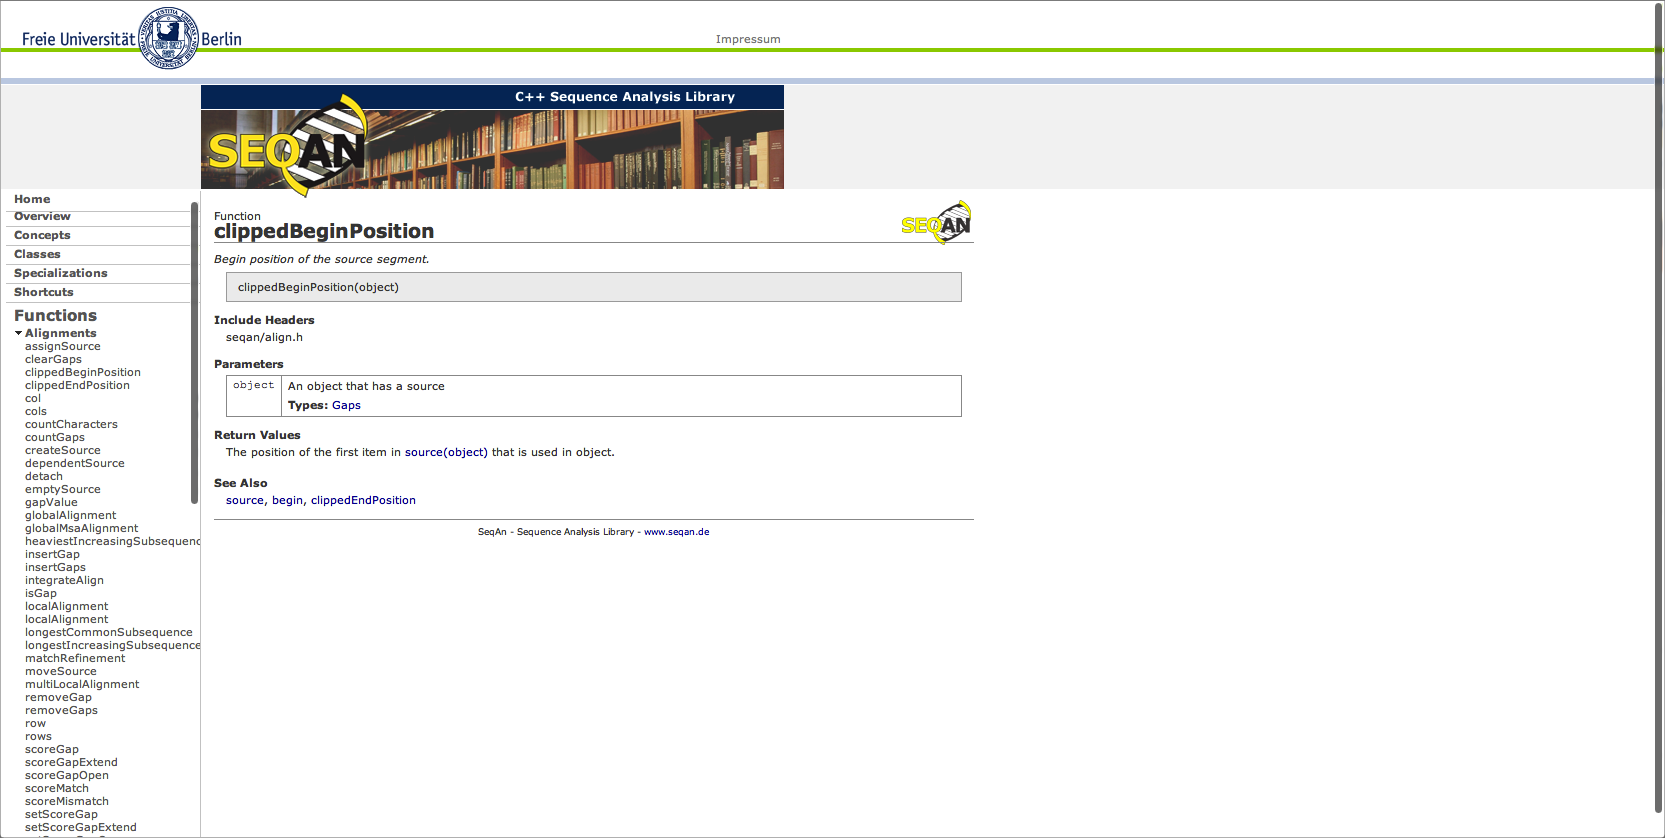 Freie Universität Berlin
Impressum
C++ Sequence Analysis Library
SEQAN
Home
Overview
Concepts
Classes
Specializations
Shortcuts
Functions
Alignments
assignSource
clearGaps
clippedBeginPosition
clippedEndPosition
col
cols
countCharacters
countGaps
createSource
dependentSource
detach
emptySource
gapValue
globalAlignment
globalMsaAlignment
heaviestIncreasingSubsequenc
insertGap
insertGaps
integrateAlign
isGap
localAlignment
localAlignment
longestCommonSubsequence
longestIncreasingSubsequence
matchRefinement
moveSource
multiLocalAlignment
removeGap
removeGaps
row
rows
scoreGap
scoreGapExtend
scoreGapOpen
scoreMatch
scoreMismatch
setScoreGap
setScoreGapExtend
Function
clippedBeginPosition
SEQAN
Begin position of the source segment.
clippedBeginPosition(object)
Include Headers
seqan/align.h
Parameters
object An object that has a source
Types: Gaps
Return Values
The position of the first item in source(object) that is used in object.
See Also
source, begin, clippedEndPosition
SeqAn - Sequence Analysis Library - www.seqan.de